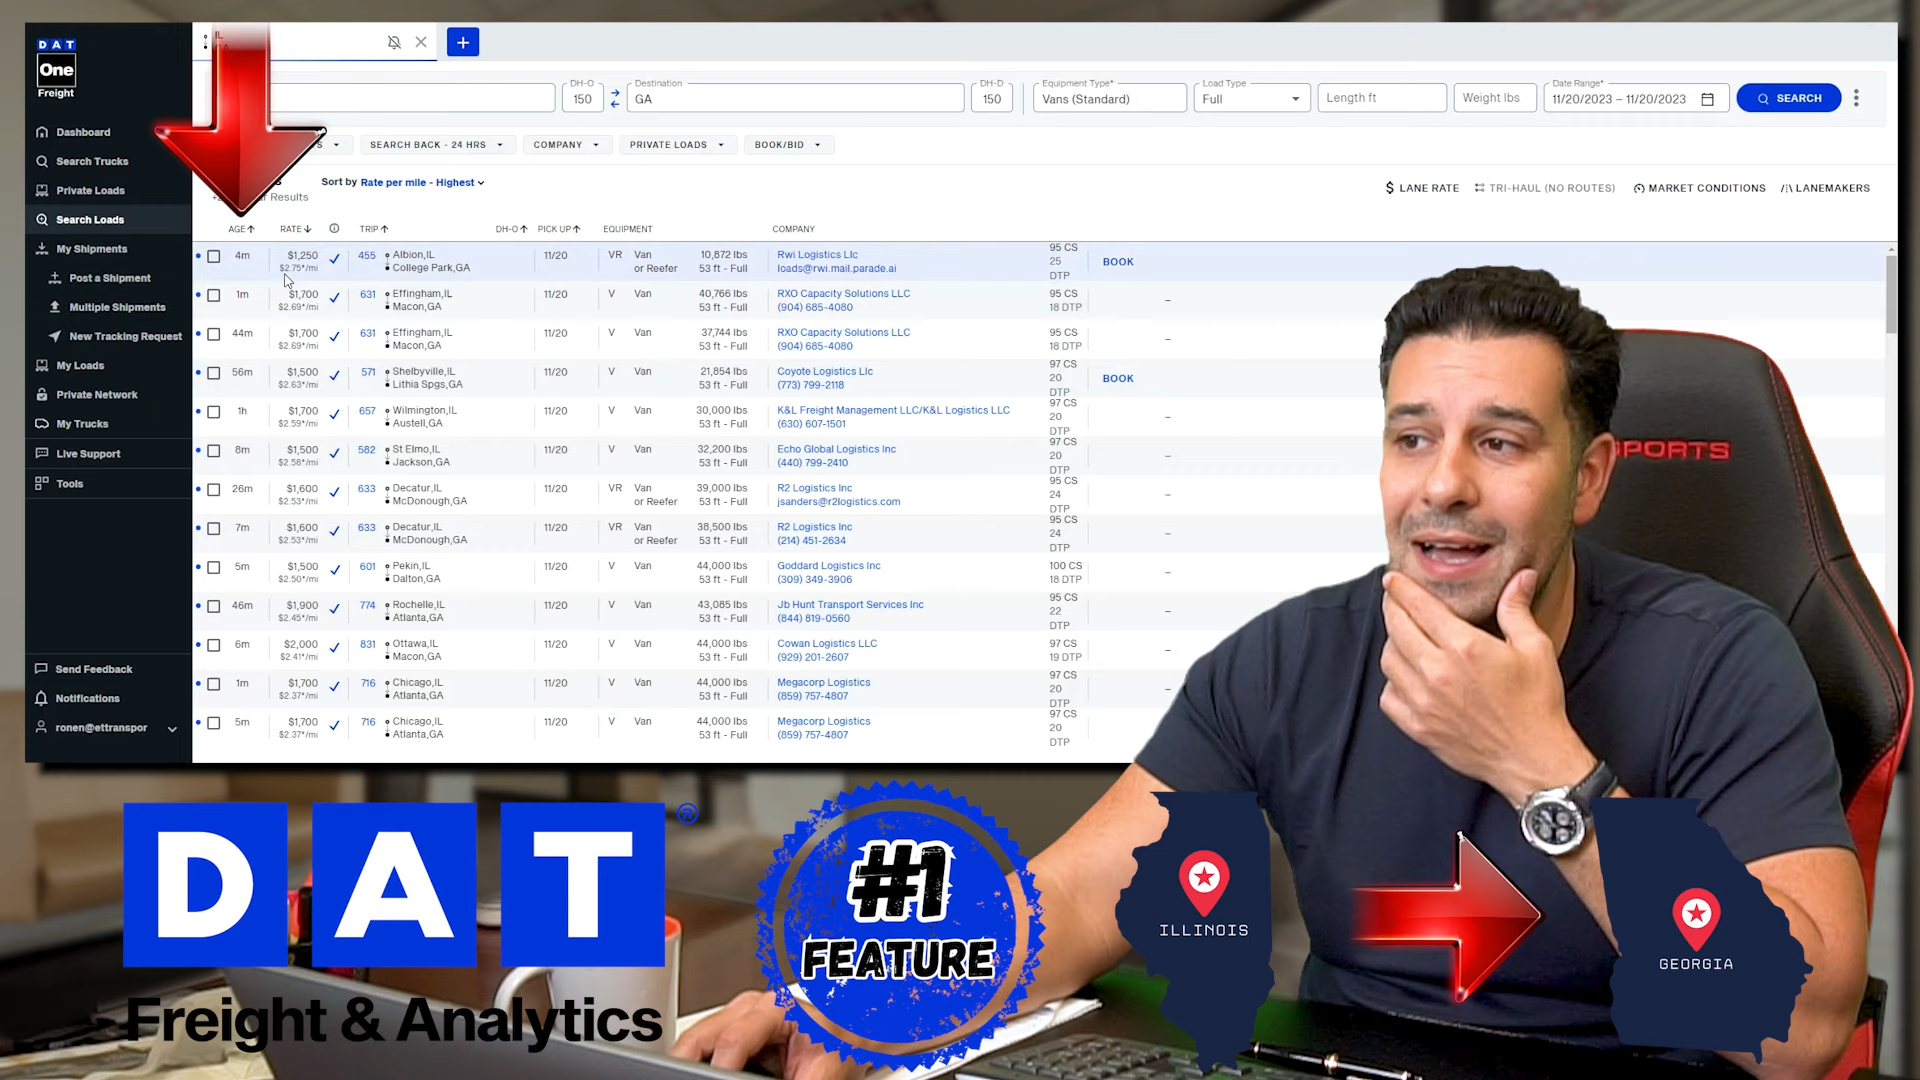 IL
DAT
One
Freight
DH-O
150
Destination
GA
DH-D
150
Equipment Type*
Vans (Standard)
Load Type
Full
Length ft
Weight lbs
Date Range*
11/20/2023 – 11/20/2023
SEARCH
SEARCH BACK - 24 HRS
COMPANY
PRIVATE LOADS
BOOK/BID
Sort by Rate per mile - Highest
Results
$ LANE RATE
TRI-HAUL (NO ROUTES)
MARKET CONDITIONS
LANEMAKERS
Dashboard
Search Trucks
Private Loads
Search Loads
My Shipments
Post a Shipment
Multiple Shipments
New Tracking Request
My Loads
Private Network
My Trucks
Live Support
Tools
Send Feedback
Notifications
ronen@ettranspor
AGE RATE TRIP DH-O PICK UP EQUIPMENT COMPANY
4m $1,250 455 Albion,IL 11/20 VR Van 10,872 lbs Rwi Logistics Llc 95 CS
$2.75*/mi College Park,GA or Reefer 53 ft - Full loads@rwi.mail.parade.ai 25 DTP BOOK
1m $1,700 631 Effingham,IL 11/20 V Van 40,766 lbs RXO Capacity Solutions LLC 95 CS –
$2.69*/mi Macon,GA 53 ft - Full (904) 685-4080 18 DTP
44m $1,700 631 Effingham,IL 11/20 V Van 37,744 lbs RXO Capacity Solutions LLC 95 CS –
$2.69*/mi Macon,GA 53 ft - Full (904) 685-4080 18 DTP
56m $1,500 571 Shelbyville,IL 11/20 V Van 21,854 lbs Coyote Logistics Llc 97 CS
$2.63*/mi Lithia Spgs,GA 53 ft - Full (773) 799-2118 20 DTP BOOK
1h $1,700 657 Wilmington,IL 11/20 V Van 30,000 lbs K&L Freight Management LLC/K&L Logistics LLC 97 CS
$2.59*/mi Austell,GA 53 ft - Full (630) 607-1501 20 DTP –
8m $1,500 582 St Elmo,IL 11/20 V Van 32,200 lbs Echo Global Logistics Inc 97 CS
$2.58*/mi Jackson,GA 53 ft - Full (440) 799-2410 20 DTP –
26m $1,600 633 Decatur,IL 11/20 VR Van 39,000 lbs R2 Logistics Inc 95 CS
$2.53*/mi McDonough,GA or Reefer 53 ft - Full jsanders@r2logistics.com 24 DTP –
7m $1,600 633 Decatur,IL 11/20 VR Van 38,500 lbs R2 Logistics Inc 95 CS
$2.53*/mi McDonough,GA or Reefer 53 ft - Full (214) 451-2634 24 DTP –
5m $1,500 601 Pekin,IL 11/20 V Van 44,000 lbs Goddard Logistics Inc 100 CS –
$2.50*/mi Dalton,GA 53 ft - Full (309) 349-3906 18 DTP
46m $1,900 774 Rochelle,IL 11/20 V Van 43,085 lbs Jb Hunt Transport Services Inc 95 CS
$2.45*/mi Atlanta,GA 53 ft - Full (844) 819-0560 22 DTP –
6m $2,000 831 Ottawa,IL 11/20 V Van 44,000 lbs Cowan Logistics LLC 97 CS –
$2.41*/mi Macon,GA 53 ft - Full (929) 201-2607 19 DTP
1m $1,700 716 Chicago,IL 11/20 V Van 44,000 lbs Megacorp Logistics 97 CS
$2.37*/mi Atlanta,GA 53 ft - Full (859) 757-4807 20 DTP –
5m $1,700 716 Chicago,IL 11/20 V Van 44,000 lbs Megacorp Logistics 97 CS
$2.37*/mi Atlanta,GA 53 ft - Full (859) 757-4807 20 DTP
SPORTS
DAT®
Freight & Analytics
#1
FEATURE
ILLINOIS
GEORGIA